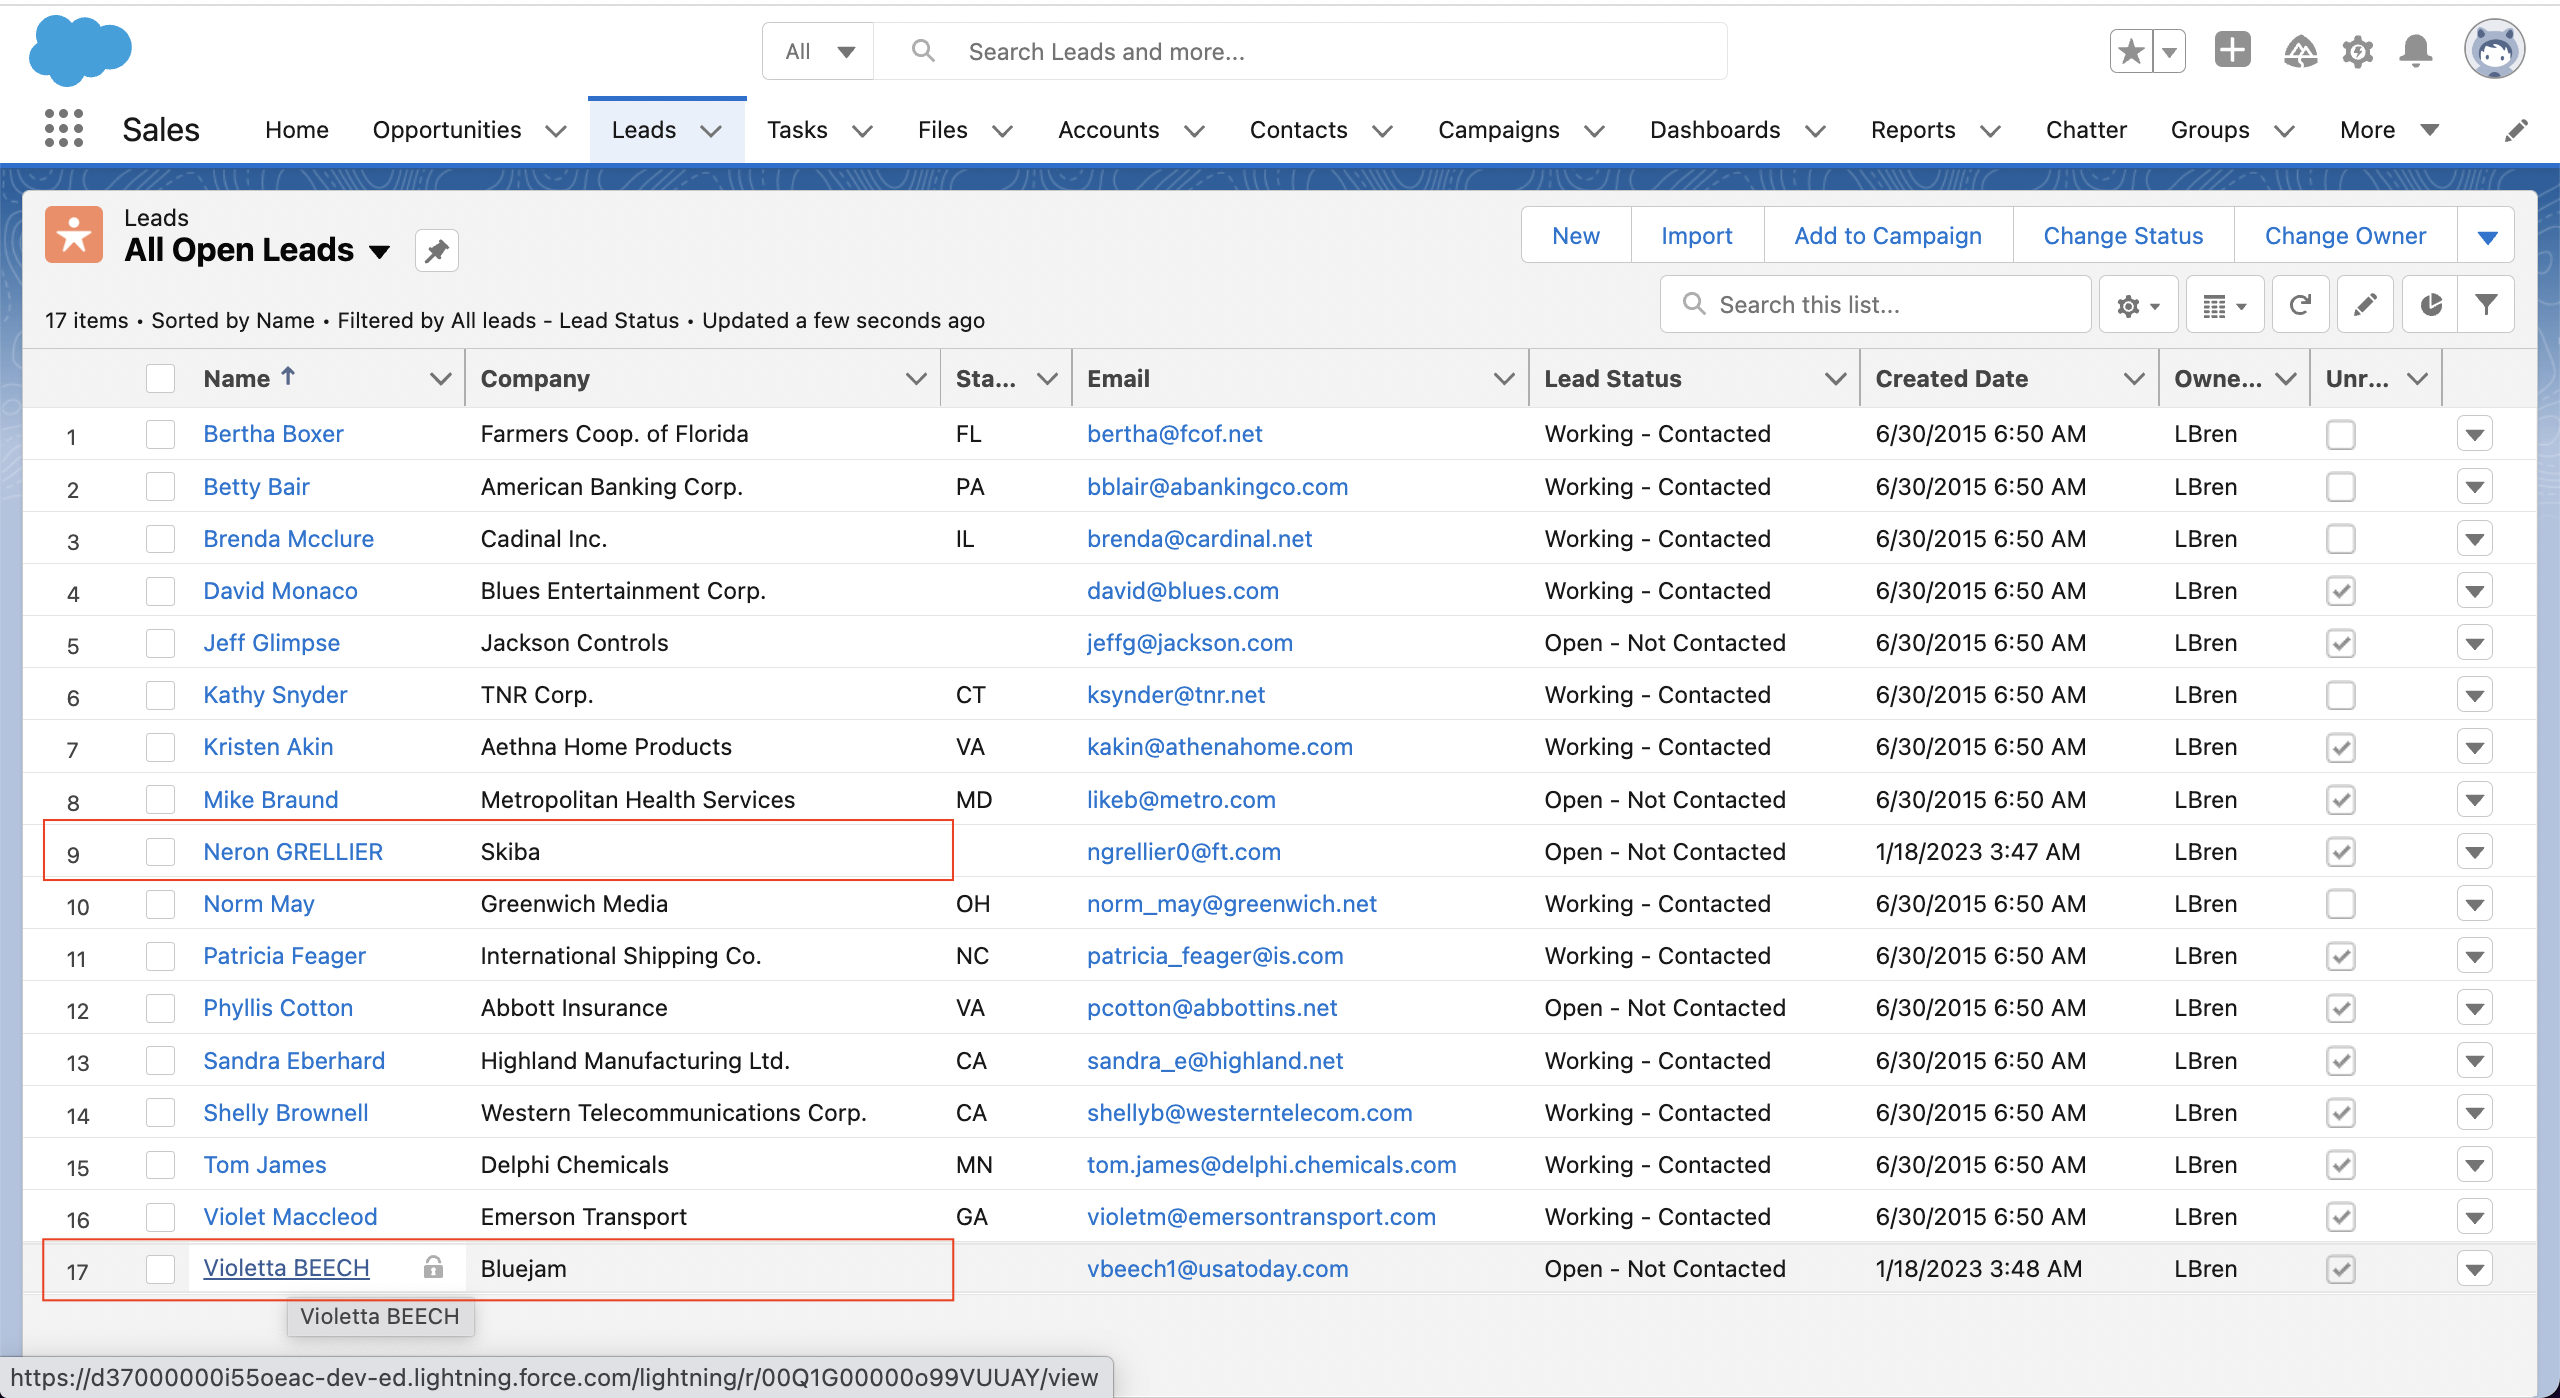 All Search Leads and more...
Sales Home Opportunities Leads Tasks Files Accounts Contacts Campaigns Dashboards Reports Chatter Groups More
Leads
All Open Leads
New Import Add to Campaign Change Status Change Owner
17 items • Sorted by Name • Filtered by All leads - Lead Status • Updated a few seconds ago
Search this list...
Name Company Sta... Email Lead Status Created Date Owne... Unr...
1 Bertha Boxer Farmers Coop. of Florida FL bertha@fcof.net Working - Contacted 6/30/2015 6:50 AM LBren
2 Betty Bair American Banking Corp. PA bblair@abankingco.com Working - Contacted 6/30/2015 6:50 AM LBren
3 Brenda Mcclure Cadinal Inc. IL brenda@cardinal.net Working - Contacted 6/30/2015 6:50 AM LBren
4 David Monaco Blues Entertainment Corp. david@blues.com Working - Contacted 6/30/2015 6:50 AM LBren
5 Jeff Glimpse Jackson Controls jeffg@jackson.com Open - Not Contacted 6/30/2015 6:50 AM LBren
6 Kathy Snyder TNR Corp. CT ksynder@tnr.net Working - Contacted 6/30/2015 6:50 AM LBren
7 Kristen Akin Aethna Home Products VA kakin@athenahome.com Working - Contacted 6/30/2015 6:50 AM LBren
8 Mike Braund Metropolitan Health Services MD likeb@metro.com Open - Not Contacted 6/30/2015 6:50 AM LBren
9 Neron GRELLIER Skiba ngrellier0@ft.com Open - Not Contacted 1/18/2023 3:47 AM LBren
10 Norm May Greenwich Media OH norm_may@greenwich.net Working - Contacted 6/30/2015 6:50 AM LBren
11 Patricia Feager International Shipping Co. NC patricia_feager@is.com Working - Contacted 6/30/2015 6:50 AM LBren
12 Phyllis Cotton Abbott Insurance VA pcotton@abbottins.net Open - Not Contacted 6/30/2015 6:50 AM LBren
13 Sandra Eberhard Highland Manufacturing Ltd. CA sandra_e@highland.net Working - Contacted 6/30/2015 6:50 AM LBren
14 Shelly Brownell Western Telecommunications Corp. CA shellyb@westerntelecom.com Working - Contacted 6/30/2015 6:50 AM LBren
15 Tom James Delphi Chemicals MN tom.james@delphi.chemicals.com Working - Contacted 6/30/2015 6:50 AM LBren
16 Violet Maccleod Emerson Transport GA violetm@emersontransport.com Working - Contacted 6/30/2015 6:50 AM LBren
17 Violetta BEECH Bluejam vbeech1@usatoday.com Open - Not Contacted 1/18/2023 3:48 AM LBren
Violetta BEECH
https://d37000000i55oeac-dev-ed.lightning.force.com/lightning/r/00Q1G00000o99VUUAY/view